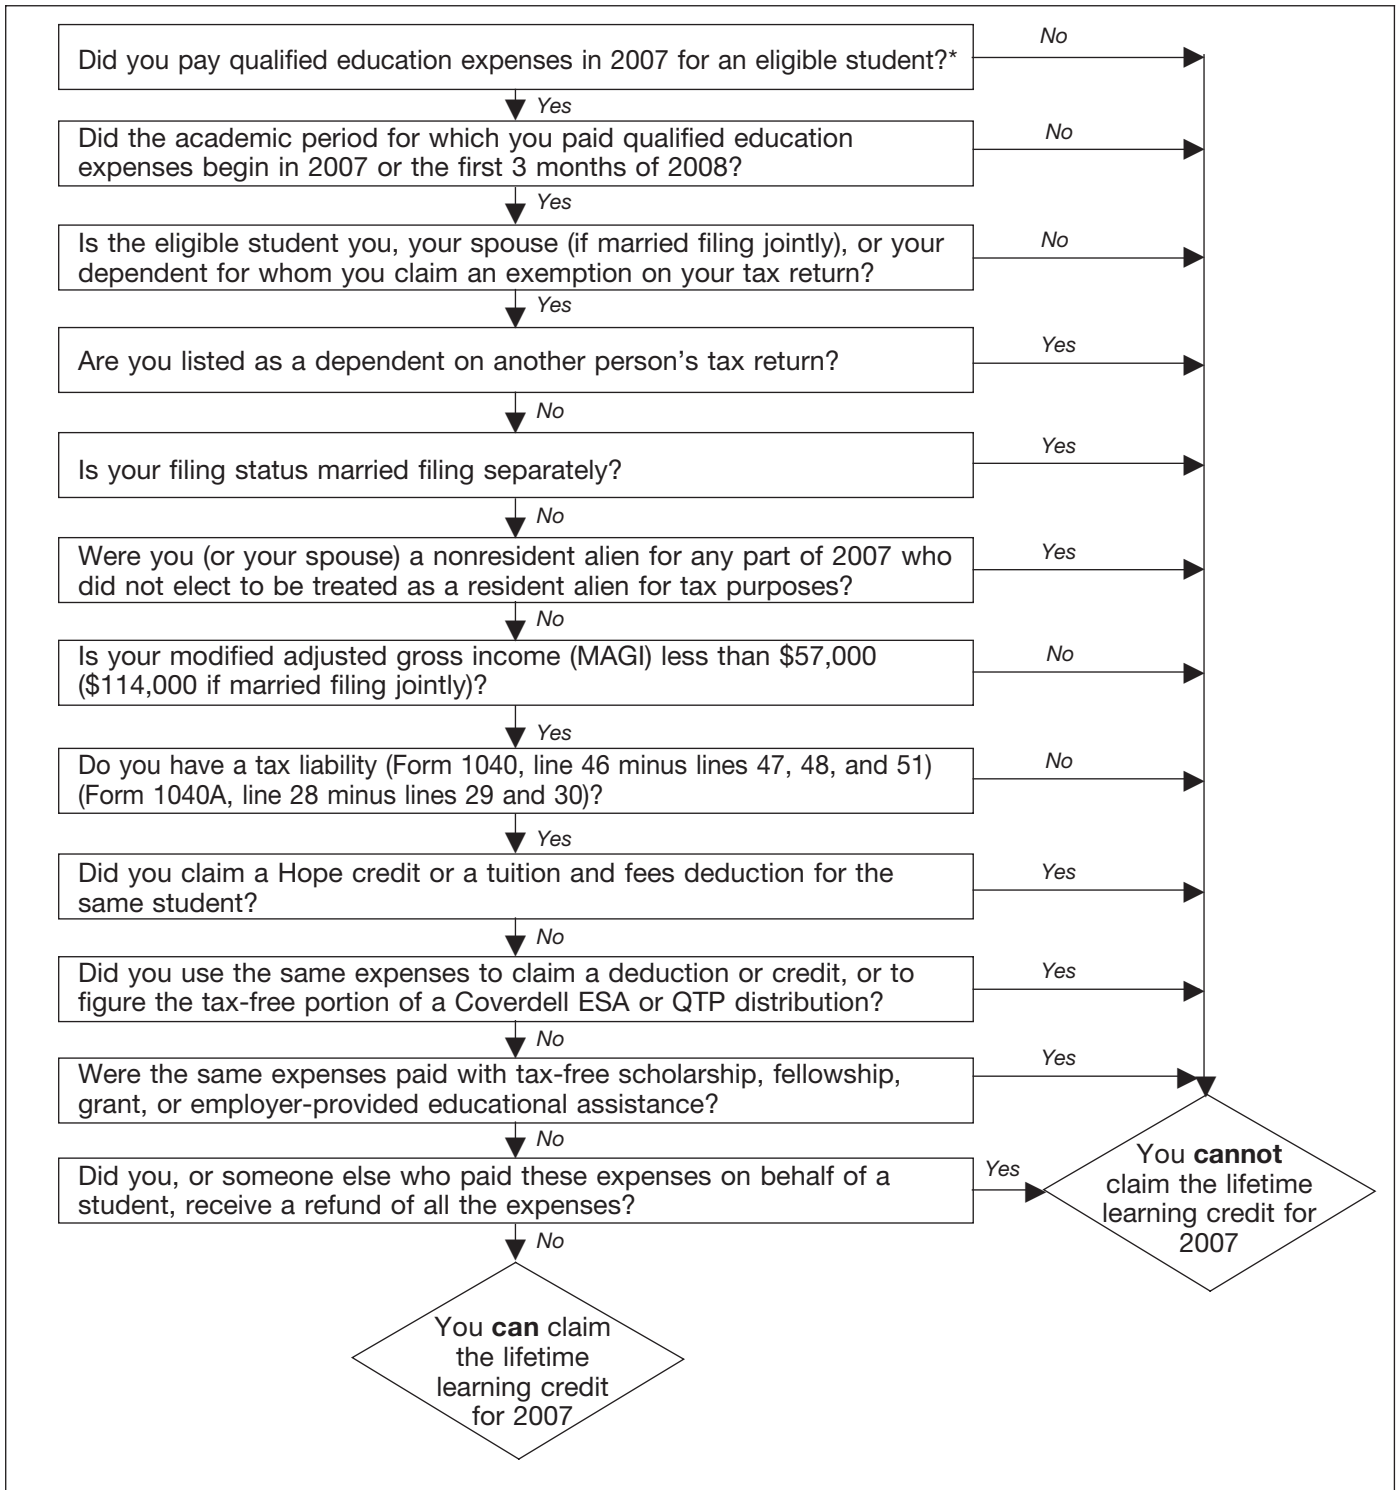 Did you pay qualified education expenses in 2007 for an eligible student?*
No
Yes
Did the academic period for which you paid qualified education
expenses begin in 2007 or the first 3 months of 2008?
No
Yes
Is the eligible student you, your spouse (if married filing jointly), or your
dependent for whom you claim an exemption on your tax return?
No
Yes
Are you listed as a dependent on another person's tax return?
Yes
No
Is your filing status married filing separately?
Yes
No
Were you (or your spouse) a nonresident alien for any part of 2007 who
did not elect to be treated as a resident alien for tax purposes?
Yes
No
Is your modified adjusted gross income (MAGI) less than $57,000
($114,000 if married filing jointly)?
No
Yes
Do you have a tax liability (Form 1040, line 46 minus lines 47, 48, and 51)
(Form 1040A, line 28 minus lines 29 and 30)?
No
Yes
Did you claim a Hope credit or a tuition and fees deduction for the
same student?
Yes
No
Did you use the same expenses to claim a deduction or credit, or to
figure the tax-free portion of a Coverdell ESA or QTP distribution?
Yes
No
Were the same expenses paid with tax-free scholarship, fellowship,
grant, or employer-provided educational assistance?
Yes
No
Did you, or someone else who paid these expenses on behalf of a
student, receive a refund of all the expenses?
Yes
You cannot
claim the lifetime
learning credit for
2007
No
You can claim
the lifetime
learning credit
for 2007